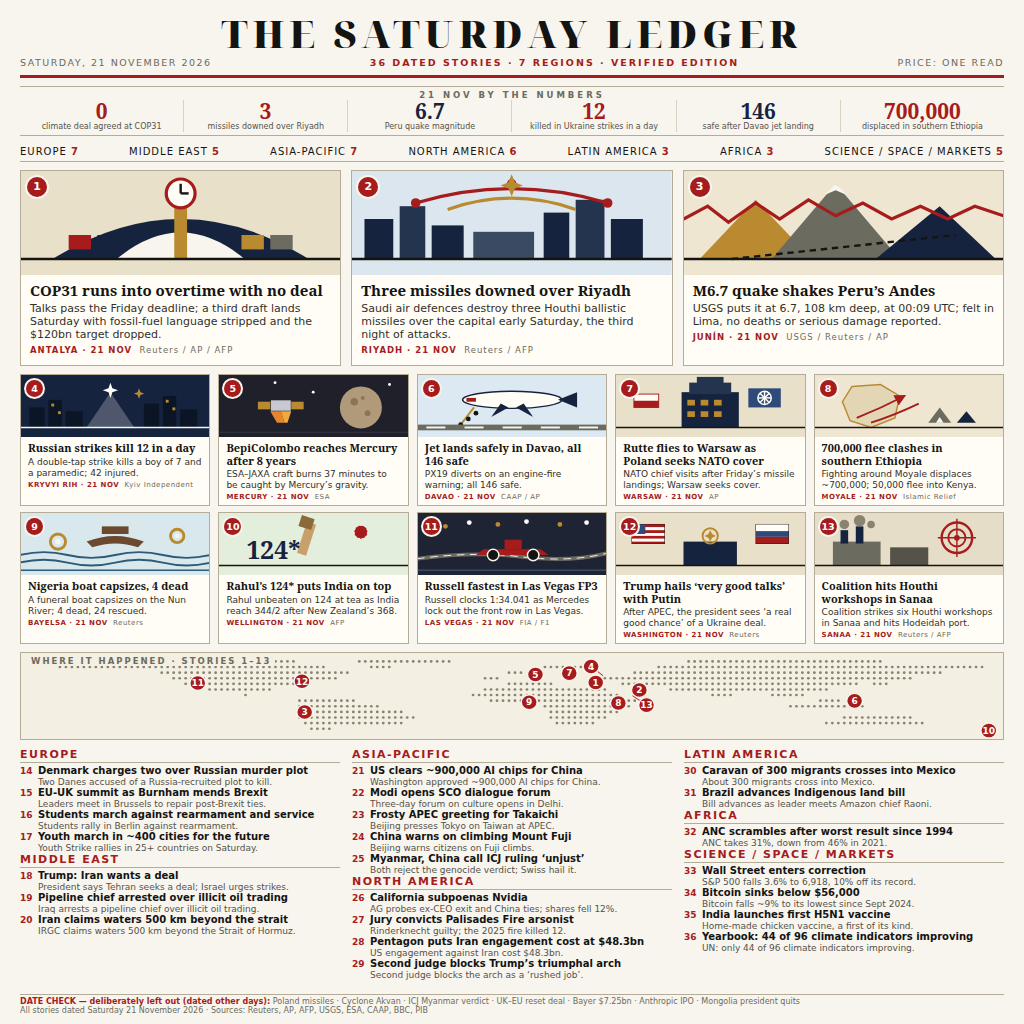 THE SATURDAY LEDGER
SATURDAY, 21 NOVEMBER 2026
36 DATED STORIES · 7 REGIONS · VERIFIED EDITION
PRICE: ONE READ
21 NOV BY THE NUMBERS
0
climate deal agreed at COP31
3
missiles downed over Riyadh
6.7
Peru quake magnitude
12
killed in Ukraine strikes in a day
146
safe after Davao jet landing
700,000
displaced in southern Ethiopia
EUROPE 7
MIDDLE EAST 5
ASIA-PACIFIC 7
NORTH AMERICA 6
LATIN AMERICA 3
AFRICA 3
SCIENCE / SPACE / MARKETS 5
1
COP31 runs into overtime with no deal
Talks pass the Friday deadline; a third draft lands
Saturday with fossil-fuel language stripped and the
$120bn target dropped.
ANTALYA · 21 NOV Reuters / AP / AFP
2
Three missiles downed over Riyadh
Saudi air defences destroy three Houthi ballistic
missiles over the capital early Saturday, the third
night of attacks.
RIYADH · 21 NOV Reuters / AFP
3
M6.7 quake shakes Peru’s Andes
USGS puts it at 6.7, 108 km deep, at 00:09 UTC; felt in
Lima, no deaths or serious damage reported.
JUNÍN · 21 NOV USGS / Reuters / AP
4
Russian strikes kill 12 in a day
A double-tap strike kills a boy of 7 and
a paramedic; 42 injured.
KRYVYI RIH · 21 NOV Kyiv Independent
5
BepiColombo reaches Mercury
after 8 years
ESA–JAXA craft burns 37 minutes to
be caught by Mercury’s gravity.
MERCURY · 21 NOV ESA
6
Jet lands safely in Davao, all
146 safe
PX19 diverts on an engine-fire
warning; all 146 safe.
DAVAO · 21 NOV CAAP / AP
7
Rutte flies to Warsaw as
Poland seeks NATO cover
NATO chief visits after Friday’s missile
landings; Warsaw seeks cover.
WARSAW · 21 NOV AP
8
700,000 flee clashes in
southern Ethiopia
Fighting around Moyale displaces
~700,000; 50,000 flee into Kenya.
MOYALE · 21 NOV Islamic Relief
9
Nigeria boat capsizes, 4 dead
A funeral boat capsizes on the Nun
River; 4 dead, 24 rescued.
BAYELSA · 21 NOV Reuters
10
124*
Rahul’s 124* puts India on top
Rahul unbeaten on 124 at tea as India
reach 344/2 after New Zealand’s 368.
WELLINGTON · 21 NOV AFP
11
Russell fastest in Las Vegas FP3
Russell clocks 1:34.041 as Mercedes
lock out the front row in Las Vegas.
LAS VEGAS · 21 NOV FIA / F1
12
Trump hails ‘very good talks’
with Putin
After APEC, the president sees ‘a real
good chance’ of a Ukraine deal.
WASHINGTON · 21 NOV Reuters
13
Coalition hits Houthi
workshops in Sanaa
Coalition strikes six Houthi workshops
in Sanaa and hits Hodeidah port.
SANAA · 21 NOV Reuters / AFP
WHERE IT HAPPENED · STORIES 1–13
11
12
3
5
7
4
1
9
8
2
13
6
10
EUROPE
14 Denmark charges two over Russian murder plot
Two Danes accused of a Russia-recruited plot to kill.
15 EU-UK summit as Burnham mends Brexit
Leaders meet in Brussels to repair post-Brexit ties.
16 Students march against rearmament and service
Students rally in Berlin against rearmament.
17 Youth march in ~400 cities for the future
Youth Strike rallies in 25+ countries on Saturday.
MIDDLE EAST
18 Trump: Iran wants a deal
President says Tehran seeks a deal; Israel urges strikes.
19 Pipeline chief arrested over illicit oil trading
Iraq arrests a pipeline chief over illicit oil trading.
20 Iran claims waters 500 km beyond the strait
IRGC claims waters 500 km beyond the Strait of Hormuz.
ASIA-PACIFIC
21 US clears ~900,000 AI chips for China
Washington approved ~900,000 AI chips for China.
22 Modi opens SCO dialogue forum
Three-day forum on culture opens in Delhi.
23 Frosty APEC greeting for Takaichi
Beijing presses Tokyo on Taiwan at APEC.
24 China warns on climbing Mount Fuji
Beijing warns citizens on Fuji climbs.
25 Myanmar, China call ICJ ruling ‘unjust’
Both reject the genocide verdict; Swiss hail it.
NORTH AMERICA
26 California subpoenas Nvidia
AG probes ex-CEO exit and China ties; shares fell 12%.
27 Jury convicts Palisades Fire arsonist
Rinderknecht guilty; the 2025 fire killed 12.
28 Pentagon puts Iran engagement cost at $48.3bn
US engagement against Iran cost $48.3bn.
29 Second judge blocks Trump’s triumphal arch
Second judge blocks the arch as a ‘rushed job’.
LATIN AMERICA
30 Caravan of 300 migrants crosses into Mexico
About 300 migrants cross into Mexico.
31 Brazil advances Indigenous land bill
Bill advances as leader meets Amazon chief Raoni.
AFRICA
32 ANC scrambles after worst result since 1994
ANC takes 31%, down from 46% in 2021.
SCIENCE / SPACE / MARKETS
33 Wall Street enters correction
S&P 500 falls 3.6% to 6,918, 10% off its record.
34 Bitcoin sinks below $56,000
Bitcoin falls ~9% to its lowest since Sept 2024.
35 India launches first H5N1 vaccine
Home-made chicken vaccine, a first of its kind.
36 Yearbook: 44 of 96 climate indicators improving
UN: only 44 of 96 climate indicators improving.
DATE CHECK — deliberately left out (dated other days): Poland missiles · Cyclone Akvan · ICJ Myanmar verdict · UK–EU reset deal · Bayer $7.25bn · Anthropic IPO · Mongolia president quits
All stories dated Saturday 21 November 2026 · Sources: Reuters, AP, AFP, USGS, ESA, CAAP, BBC, PIB